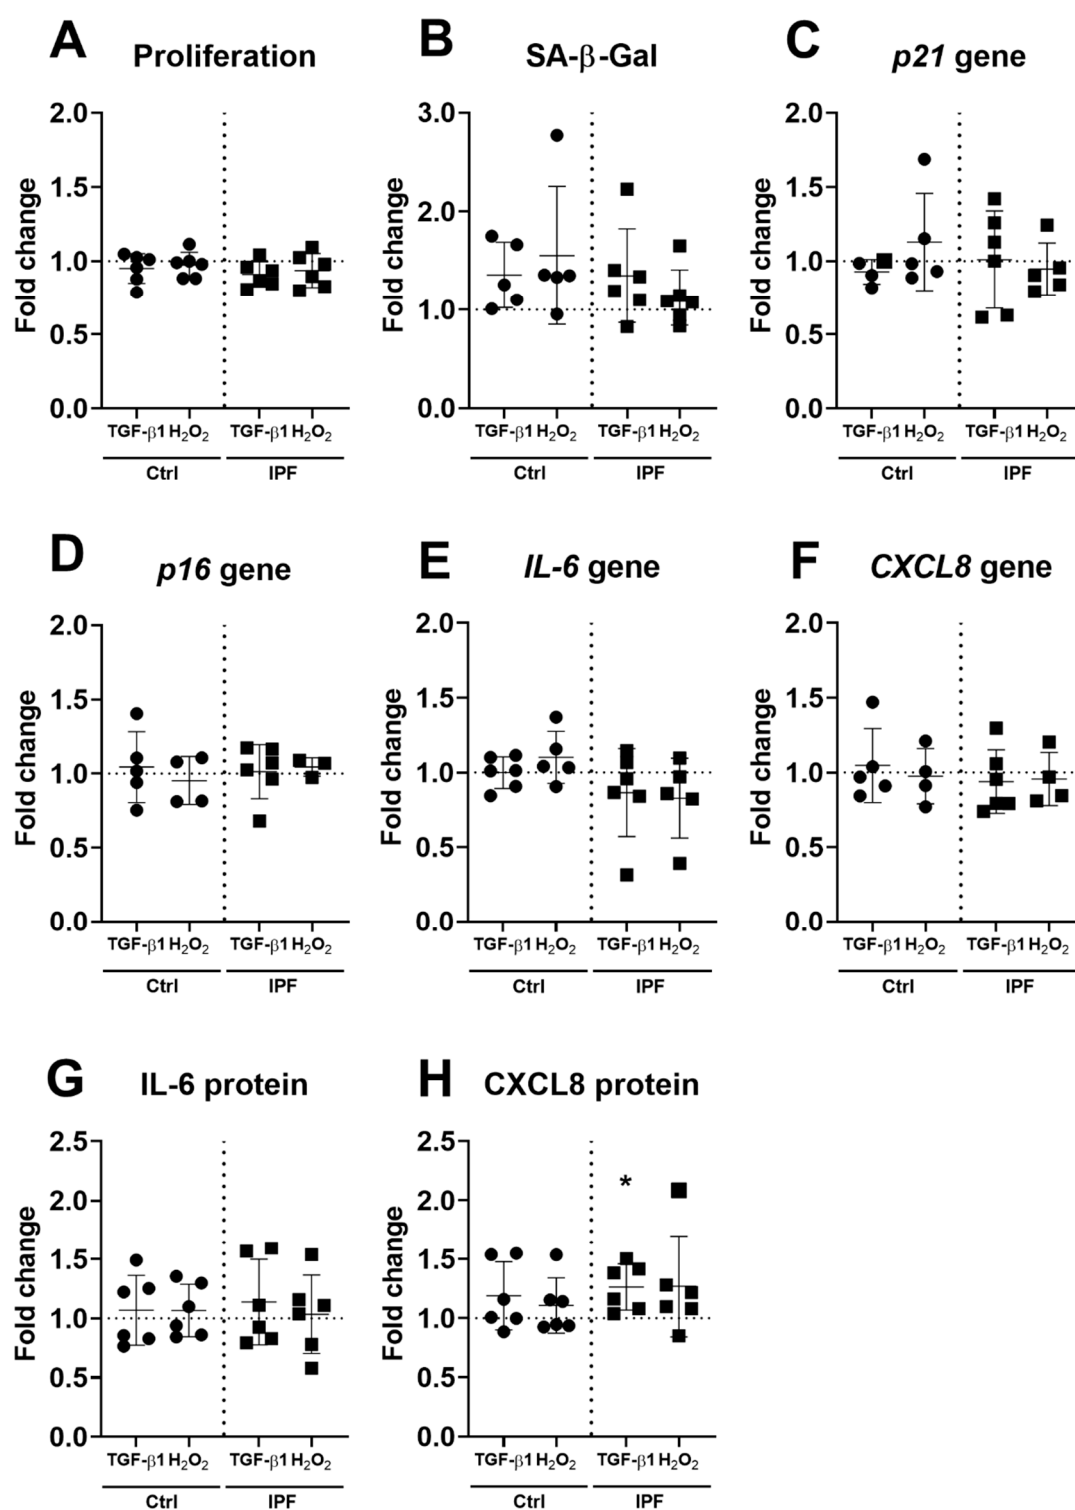 A Proliferation
B SA-β-Gal
C p21 gene
Fold change
2.0
1.5
1.0
0.5
0.0
TGF-β1 H₂O₂ TGF-β1 H₂O₂
Ctrl IPF
Fold change
3.0
2.0
1.0
0.0
TGF-β1 H₂O₂ TGF-β1 H₂O₂
Ctrl IPF
Fold change
2.0
1.5
1.0
0.5
0.0
TGF-β1 H₂O₂ TGF-β1 H₂O₂
Ctrl IPF
D p16 gene
E IL-6 gene
F CXCL8 gene
Fold change
2.0
1.5
1.0
0.5
0.0
TGF-β1 H₂O₂ TGF-β1 H₂O₂
Ctrl IPF
Fold change
2.0
1.5
1.0
0.5
0.0
TGF-β1 H₂O₂ TGF-β1 H₂O₂
Ctrl IPF
Fold change
2.0
1.5
1.0
0.5
0.0
TGF-β1 H₂O₂ TGF-β1 H₂O₂
Ctrl IPF
G IL-6 protein
H CXCL8 protein
Fold change
2.5
2.0
1.5
1.0
0.5
0.0
TGF-β1 H₂O₂ TGF-β1 H₂O₂
Ctrl IPF
Fold change
2.5
2.0
1.5
1.0
0.5
0.0
*
TGF-β1 H₂O₂ TGF-β1 H₂O₂
Ctrl IPF